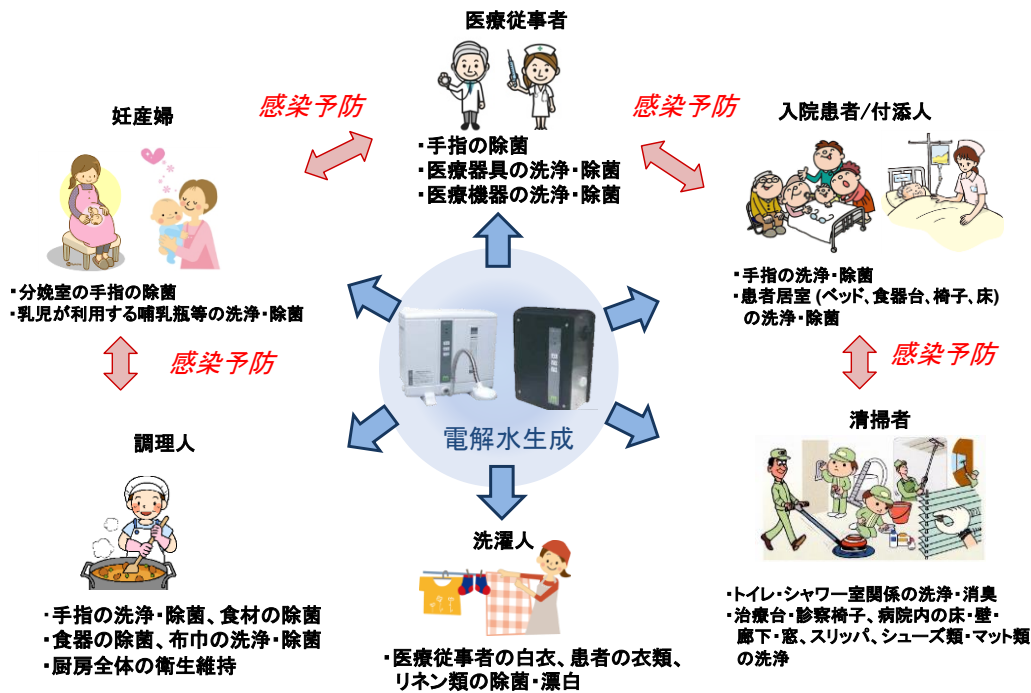 医療従事者
感染予防
感染予防
妊産婦
入院患者/付添人
・手指の除菌
・医療器具の洗浄・除菌
・医療機器の洗浄・除菌
・分娩室の手指の除菌
・乳児が利用する哺乳瓶等の洗浄・除菌
・手指の洗浄・除菌
・患者居室 (ベッド、食器台、椅子、床)
の洗浄・除菌
感染予防
感染予防
電解水生成
調理人
清掃者
洗濯人
・手指の洗浄・除菌、食材の除菌
・食器の除菌、布巾の洗浄・除菌
・厨房全体の衛生維持
・医療従事者の白衣、患者の衣類、
リネン類の除菌・漂白
・トイレ・シャワー室関係の洗浄・消臭
・治療台・診察椅子、病院内の床・壁・
廊下・窓、スリッパ、シューズ類・マット類
の洗浄